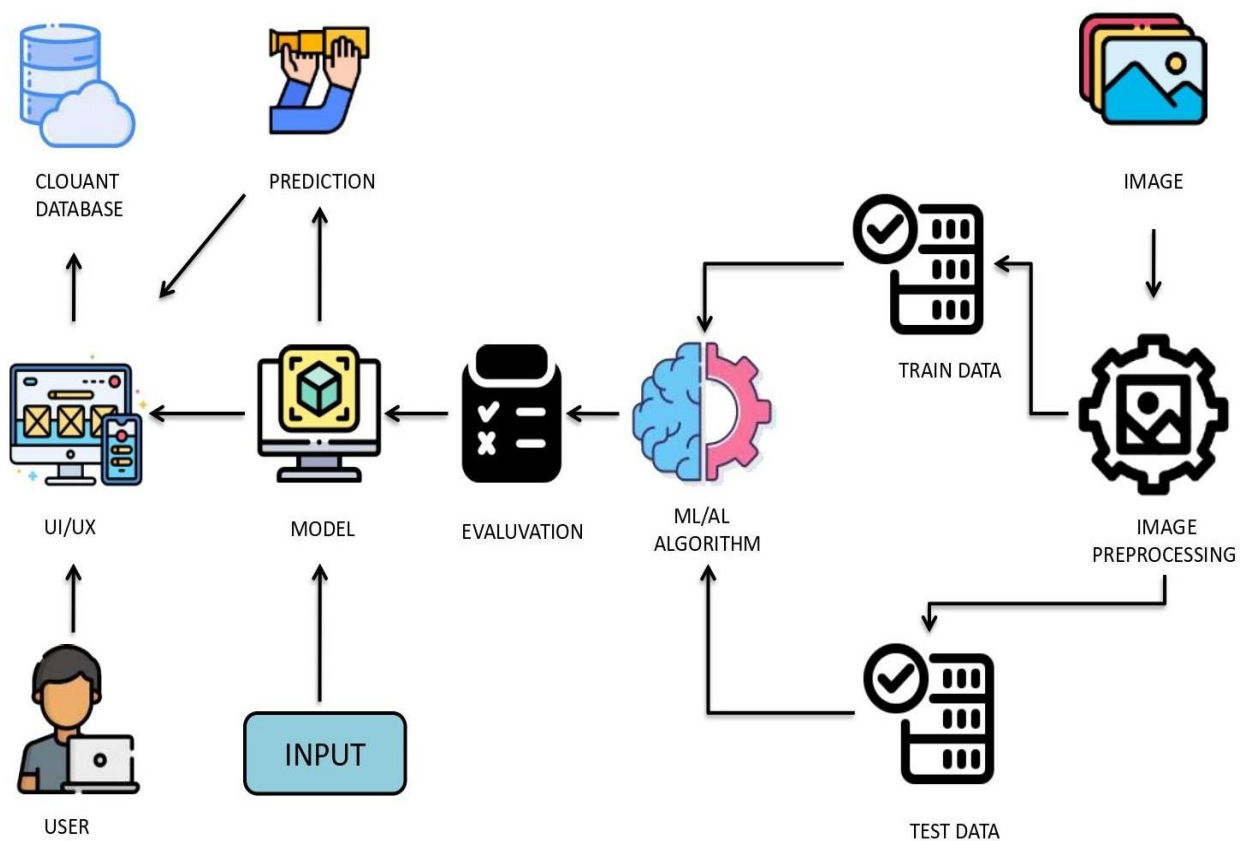 CLOUANT
DATABASE
PREDICTION
IMAGE
TRAIN DATA
UI/UX
MODEL
EVALUVATION
ML/AL
ALGORITHM
IMAGE
PREPROCESSING
INPUT
USER
TEST DATA